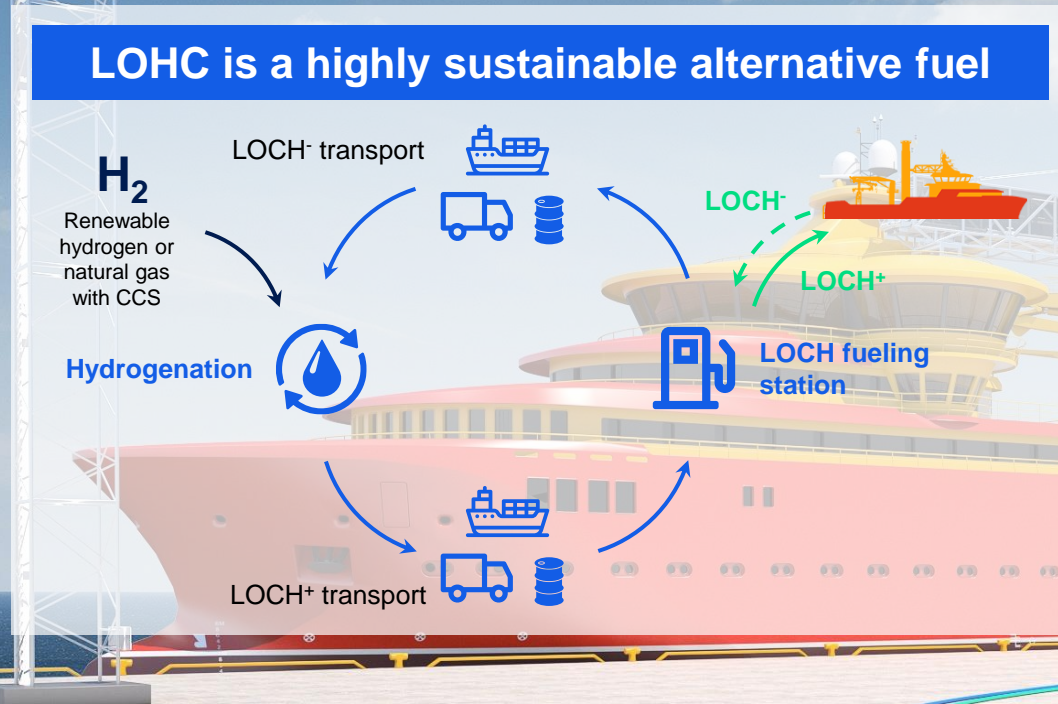 LOHC is a highly sustainable alternative fuel
LOCH⁻ transport
H₂
Renewable
hydrogen or
natural gas
with CCS
LOCH⁻
LOCH⁺
Hydrogenation
LOCH fueling
station
LOCH⁺ transport